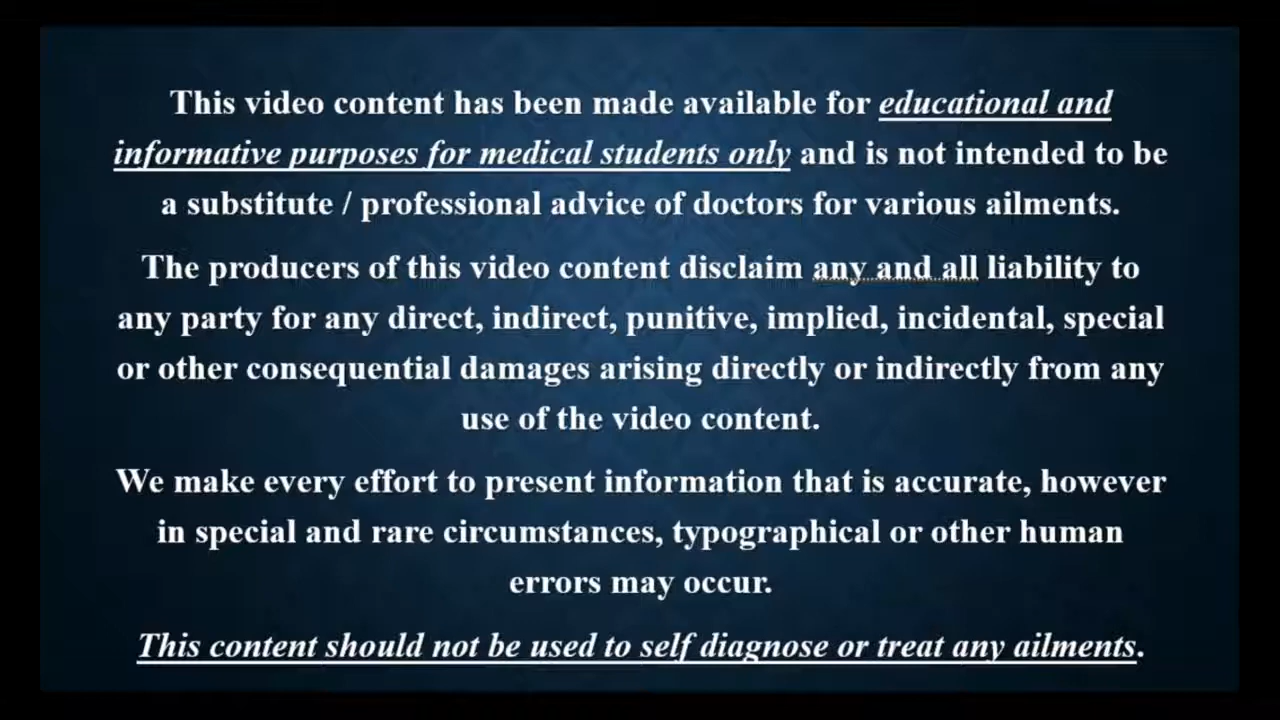 This video content has been made available for educational and
informative purposes for medical students only and is not intended to be
a substitute / professional advice of doctors for various ailments.
The producers of this video content disclaim any and all liability to
any party for any direct, indirect, punitive, implied, incidental, special
or other consequential damages arising directly or indirectly from any
use of the video content.
We make every effort to present information that is accurate, however
in special and rare circumstances, typographical or other human
errors may occur.
This content should not be used to self diagnose or treat any ailments.